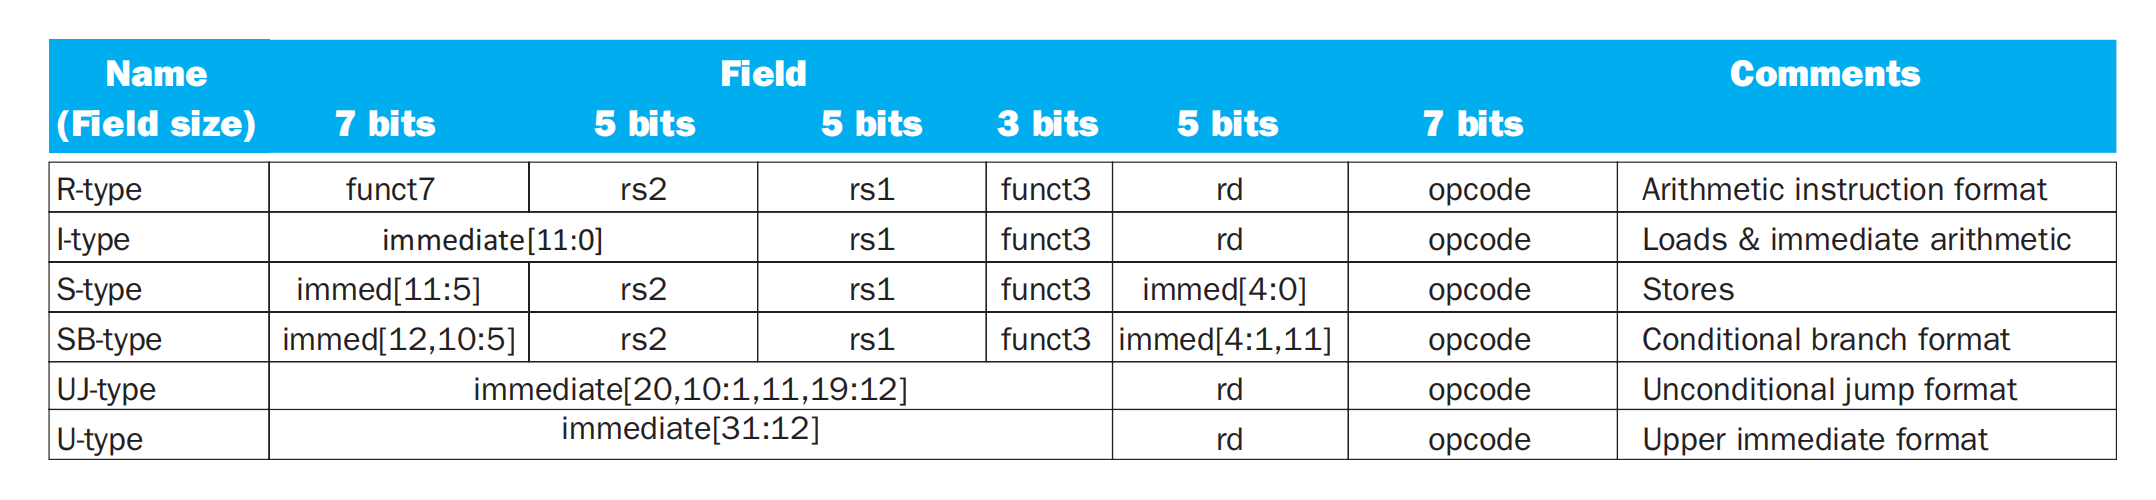 Name Field Comments
(Field size) 7 bits 5 bits 5 bits 3 bits 5 bits 7 bits
R-type funct7 rs2 rs1 funct3 rd opcode Arithmetic instruction format
I-type immediate[11:0] rs1 funct3 rd opcode Loads & immediate arithmetic
S-type immed[11:5] rs2 rs1 funct3 immed[4:0] opcode Stores
SB-type immed[12,10:5] rs2 rs1 funct3 immed[4:1,11] opcode Conditional branch format
UJ-type immediate[20,10:1,11,19:12] rd opcode Unconditional jump format
U-type immediate[31:12] rd opcode Upper immediate format